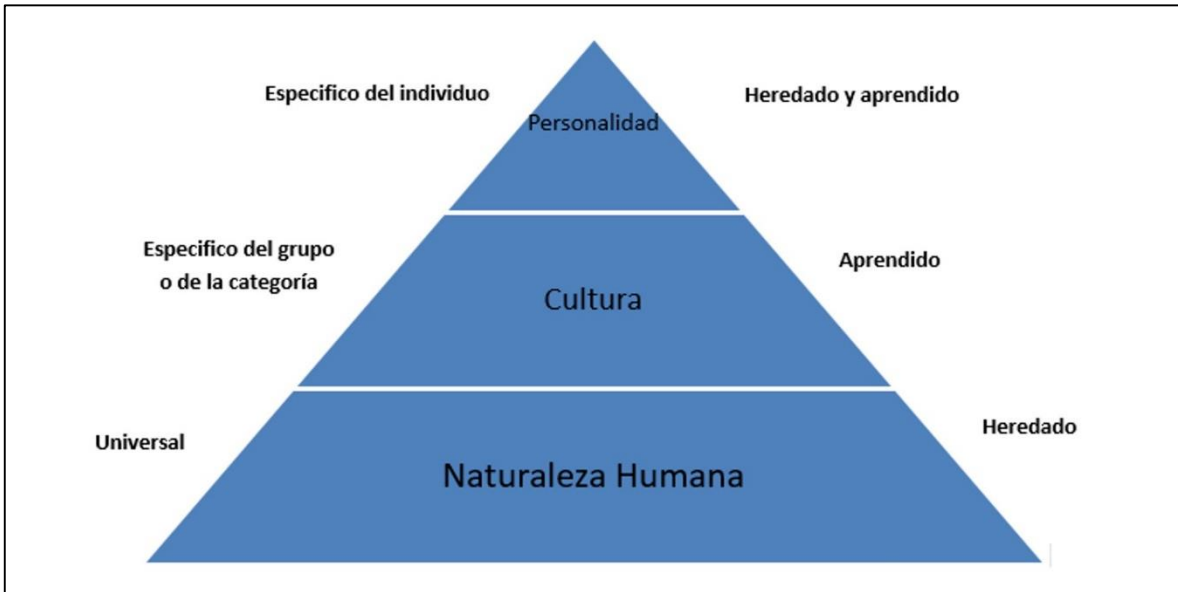 Especifico del individuo
Heredado y aprendido
Personalidad
Especifico del grupo
o de la categoría
Aprendido
Cultura
Universal
Heredado
Naturaleza Humana